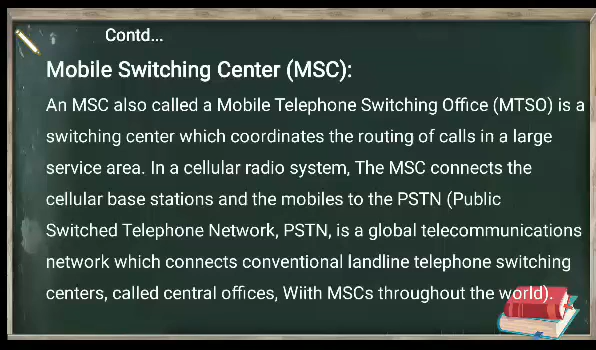 Contd...
Mobile Switching Center (MSC):
An MSC also called a Mobile Telephone Switching Office (MTSO) is a
switching center which coordinates the routing of calls in a large
service area. In a cellular radio system, The MSC connects the
cellular base stations and the mobiles to the PSTN (Public
Switched Telephone Network, PSTN, is a global telecommunications
network which connects conventional landline telephone switching
centers, called central offices, Wiith MSCs throughout the world).